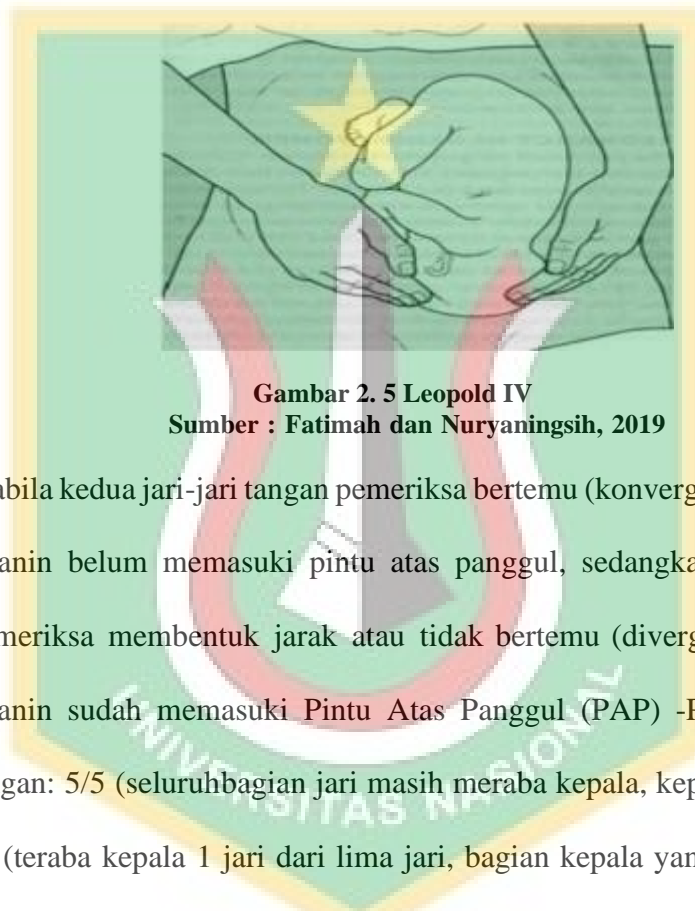 Gambar 2. 5 Leopold IV
Sumber : Fatimah dan Nuryaningsih, 2019
abila kedua jari-jari tangan pemeriksa bertemu (konverg
anin belum memasuki pintu atas panggul, sedangka
meriksa membentuk jarak atau tidak bertemu (diverg
anin sudah memasuki Pintu Atas Panggul (PAP) -P
gan: 5/5 (seluruhbagian jari masih meraba kepala, kep
(teraba kepala 1 jari dari lima jari, bagian kepala yan
UNIVERSITAS NASIONAL